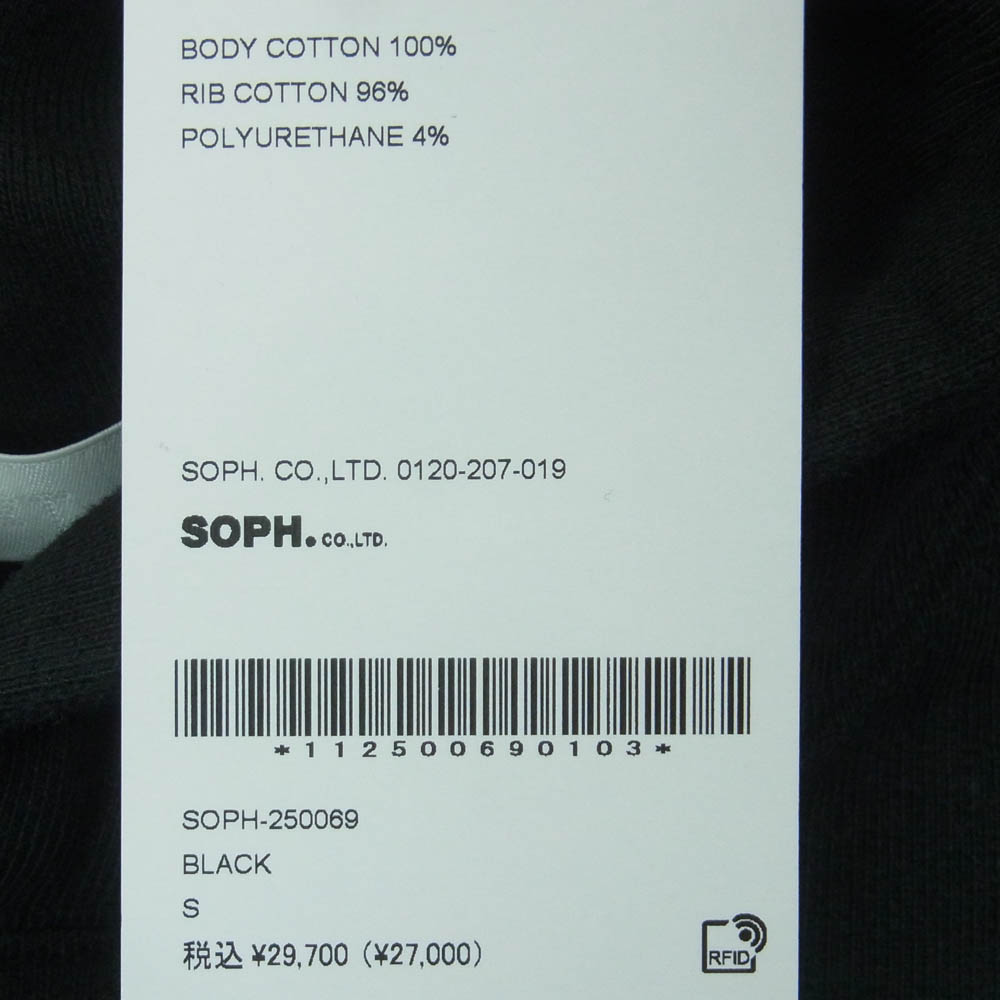 BODY COTTON 100%
RIB COTTON 96%
POLYURETHANE 4%
SOPH. CO.,LTD. 0120-207-019
SOPH. CO.,LTD.
*112500690103*
SOPH-250069
BLACK
S
税込 ¥29,700 (¥27,000)
RFID